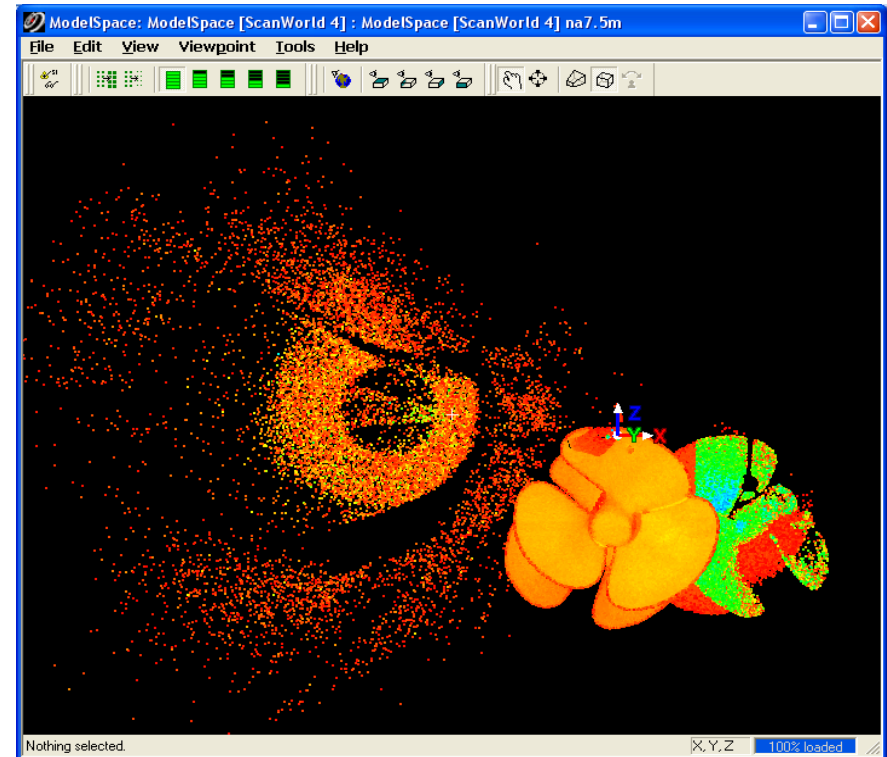 ModelSpace: ModelSpace [ScanWorld 4] : ModelSpace [ScanWorld 4] na7.5m
File Edit View Viewpoint Tools Help
Z
Y X
Nothing selected. X, Y, Z 100% loaded